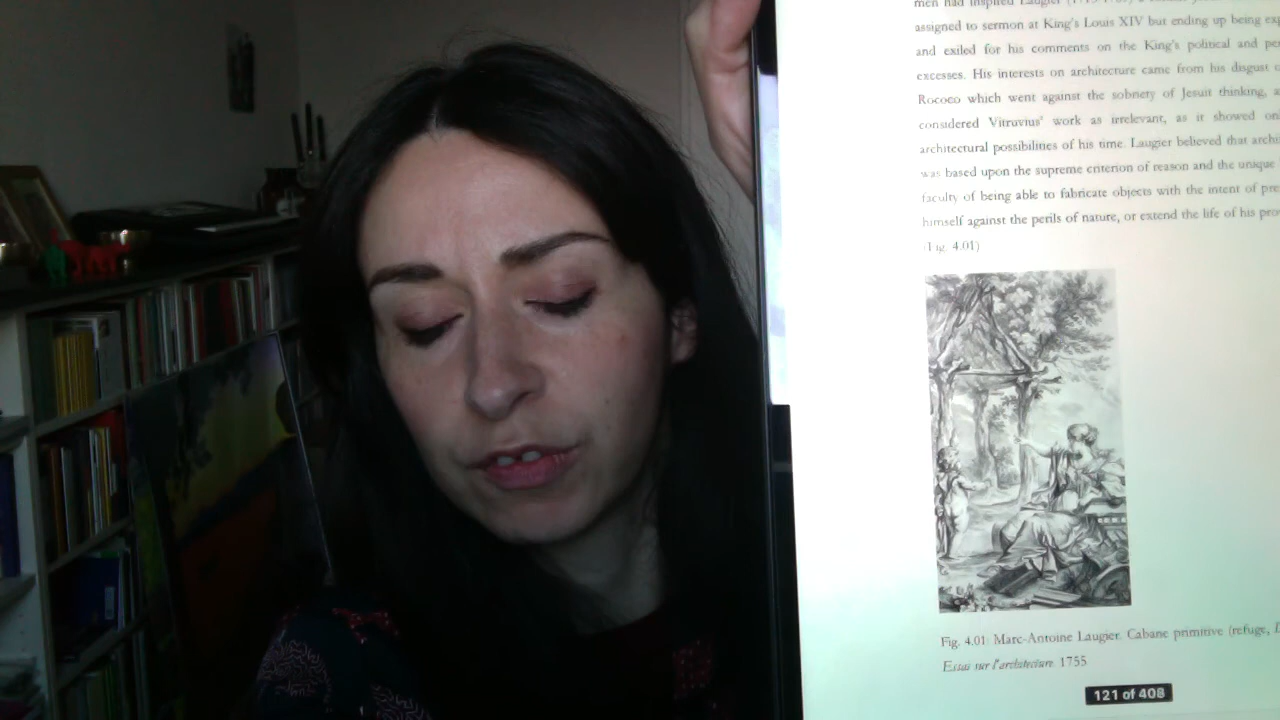 men had inspired Laugier
assigned to sermon at King's Louis XIV but ending up being
and exiled for his comments on the King's political and
excesses. His interests on architecture came from his disgust
Rococo which went against the sobriety of Jesuit thinking,
considered Vitruvius' work as irrelevant, as it showed
architectural possibilities of his time. Laugier believed that
was based upon the supreme criterion of reason and the unique
faculty of being able to fabricate objects with the intent of
himself against the perils of nature, or extend the life of his
(Fig. 4.01)
Fig. 4.01: Marc-Antoine Laugier. Cabane primitive (refuge,
Essai sur l'architecture. 1755
121 of 408